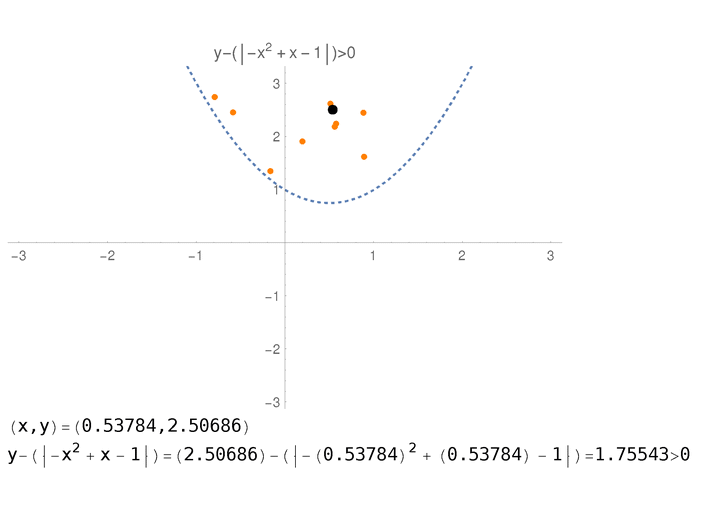 y−(|−x² + x − 1|)>0
3
2
1
−3 −2 −1 1 2 3
−1
−2
−3
(x,y)=(0.53784,2.50686)
y−(|−x² + x − 1|)=(2.50686)−(|−(0.53784)² + (0.53784) − 1|)=1.75543>0